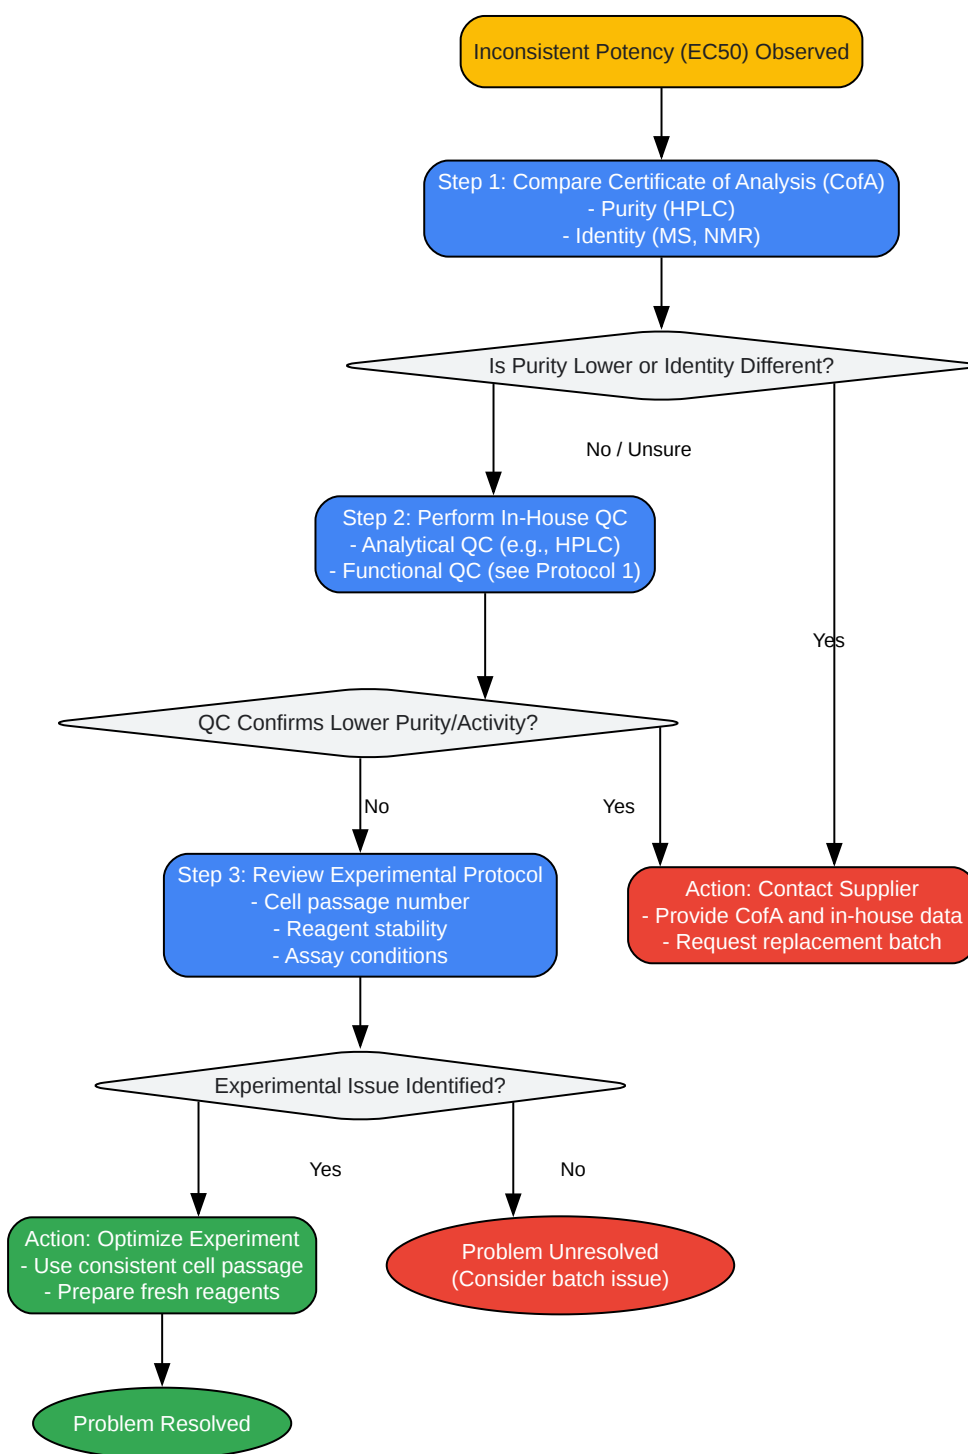 Inconsistent Potency (EC50) Observed
Step 1: Compare Certificate of Analysis (CofA)
- Purity (HPLC)
- Identity (MS, NMR)
Is Purity Lower or Identity Different?
No / Unsure
Step 2: Perform In-House QC
- Analytical QC (e.g., HPLC)
- Functional QC (see Protocol 1)
Yes
QC Confirms Lower Purity/Activity?
No
Yes
Step 3: Review Experimental Protocol
- Cell passage number
- Reagent stability
- Assay conditions
Action: Contact Supplier
- Provide CofA and in-house data
- Request replacement batch
Experimental Issue Identified?
Yes
No
Action: Optimize Experiment
- Use consistent cell passage
- Prepare fresh reagents
Problem Unresolved
(Consider batch issue)
Problem Resolved